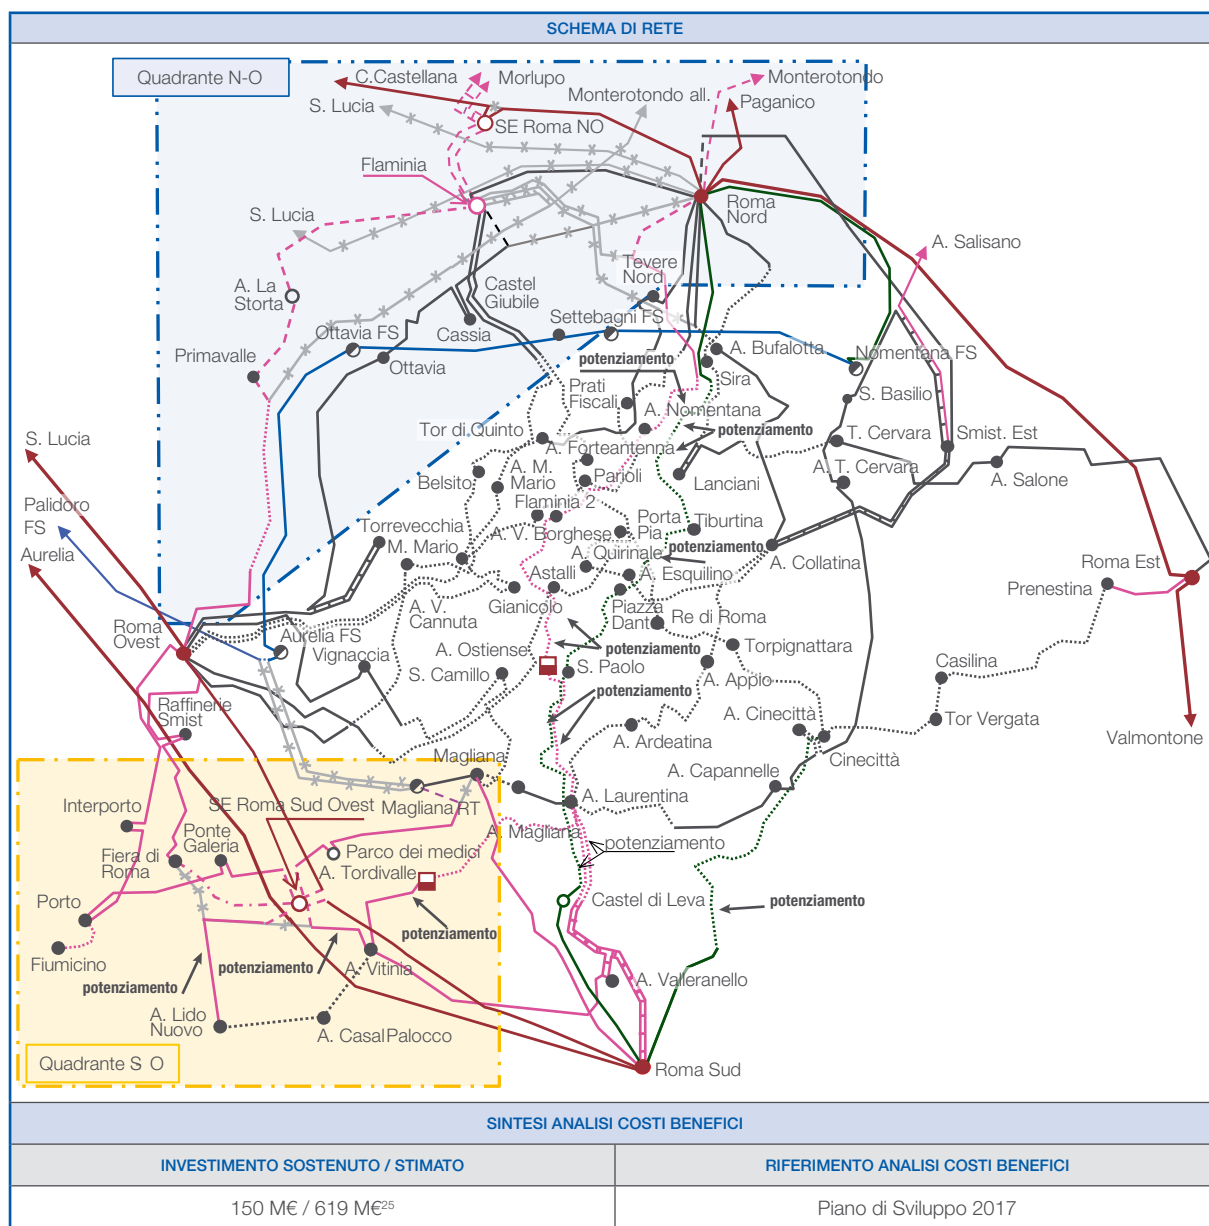 SCHEMA DI RETE
Quadrante N-O
C.Castellana
Morlupo
Monterotondo
S. Lucia
Monterotondo all.
Paganico
SE Roma NO
Flaminia
Roma
Nord
S. Lucia
A. Salisano
Tevere
Nord
A. La
Storta
Castel
Giubile
Cassia
Settebagni FS
Ottavia FS
Ottavia
Primavalle
potenziamento
A. Bufalotta
Nomentana FS
Sira
Prati
Fiscali
S. Basilio
A. Nomentana
potenziamento
S. Lucia
Tor di Quinto
A. Forteantenna
T. Cervara
Smist. Est
Belsito
A. M.
Mario
Parioli
Lanciani
A. T. Cervara
A. Salone
Palidoro
FS
Flaminia 2
Torrevecchia
A. V. Borghese
Porta
Pia
Tiburtina
Aurelia
M. Mario
A. Quirinale
potenziamento
A. Collatina
Roma Est
Astalli
A. Esquilino
Prenestina
Gianicolo
A. V.
Cannuta
Piazza
Dante
Re di Roma
Roma
Ovest
Aurelia FS
Vignaccia
A. Ostiense
potenziamento
Torpignattara
S. Camillo
S. Paolo
A. Appio
Casilina
potenziamento
Raffinerie
Smist
A. Cinecittà
Tor Vergata
A. Ardeatina
Cinecittà
Valmontone
Magliana
A. Capannelle
Magliana RT
A. Laurentina
Interporto
SE Roma Sud Ovest
A. Magliana
Ponte
Galeria
potenziamento
Fiera di
Roma
Parco dei medici
A. Tordivalle
Porto
Castel di Leva
potenziamento
potenziamento
Fiumicino
potenziamento
A. Vitinia
A. Valleranello
potenziamento
A. Lido
Nuovo
A. CasalPalocco
Quadrante S O
Roma Sud
SINTESI ANALISI COSTI BENEFICI
INVESTIMENTO SOSTENUTO / STIMATO
RIFERIMENTO ANALISI COSTI BENEFICI
150 M€ / 619 M€25
Piano di Sviluppo 2017